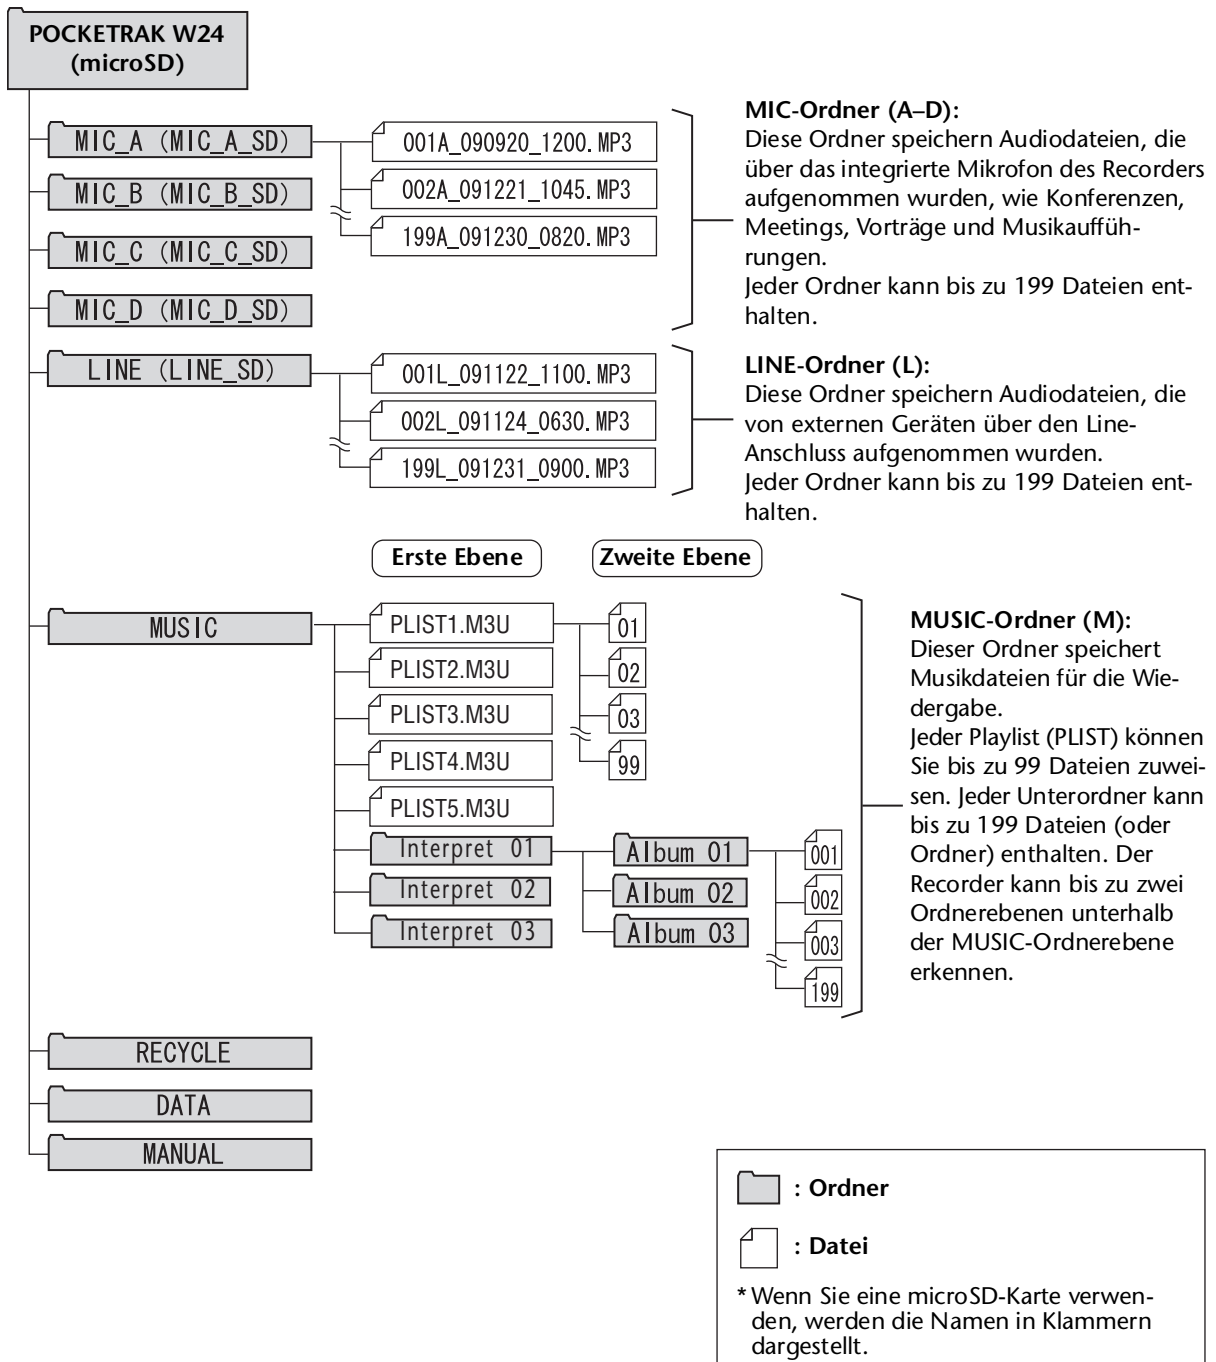 POCKETRAK W24
(microSD)
MIC_A (MIC_A_SD)
001A_090920_1200.MP3
MIC_B (MIC_B_SD)
002A_091221_1045.MP3
199A_091230_0820.MP3
MIC_C (MIC_C_SD)
MIC_D (MIC_D_SD)
MIC-Ordner (A–D):
Diese Ordner speichern Audiodateien, die
über das integrierte Mikrofon des Recorders
aufgenommen wurden, wie Konferenzen,
Meetings, Vorträge und Musikauffüh-
rungen.
Jeder Ordner kann bis zu 199 Dateien ent-
halten.
LINE (LINE_SD)
001L_091122_1100.MP3
002L_091124_0630.MP3
199L_091231_0900.MP3
LINE-Ordner (L):
Diese Ordner speichern Audiodateien, die
von externen Geräten über den Line-
Anschluss aufgenommen wurden.
Jeder Ordner kann bis zu 199 Dateien ent-
halten.
Erste Ebene
Zweite Ebene
MUSIC
PLIST1.M3U
01
PLIST2.M3U
02
PLIST3.M3U
03
PLIST4.M3U
99
PLIST5.M3U
Interpret 01
Album 01
001
Interpret 02
Album 02
002
Interpret 03
Album 03
003
199
MUSIC-Ordner (M):
Dieser Ordner speichert
Musikdateien für die Wie-
dergabe.
Jeder Playlist (PLIST) können
Sie bis zu 99 Dateien zuwei-
sen. Jeder Unterordner kann
bis zu 199 Dateien (oder
Ordner) enthalten. Der
Recorder kann bis zu zwei
Ordnerebenen unterhalb
der MUSIC-Ordnerebene
erkennen.
RECYCLE
DATA
MANUAL
: Ordner
: Datei
* Wenn Sie eine microSD-Karte verwen-
den, werden die Namen in Klammern
dargestellt.